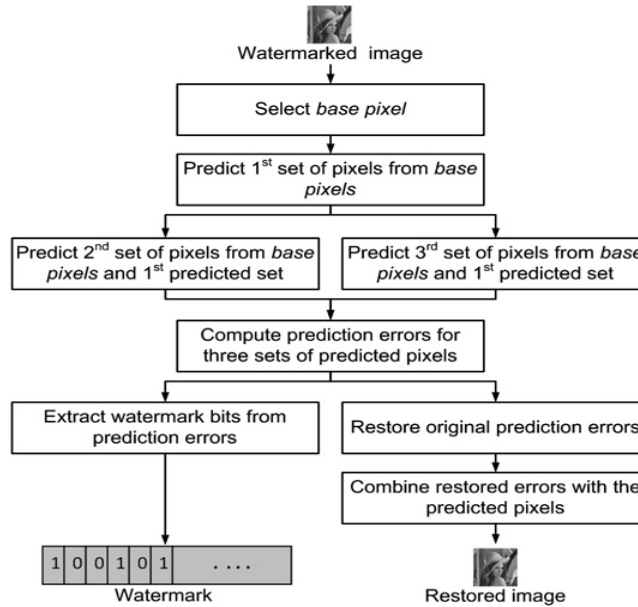 Watermarked image
Select base pixel
Predict 1st set of pixels from base
pixels
Predict 2nd set of pixels from base
pixels and 1st predicted set
Predict 3rd set of pixels from base
pixels and 1st predicted set
Compute prediction errors for
three sets of predicted pixels
Extract watermark bits from
prediction errors
Restore original prediction errors
Combine restored errors with the
predicted pixels
1 0 0 1 0 1 ....
Watermark
Restored image